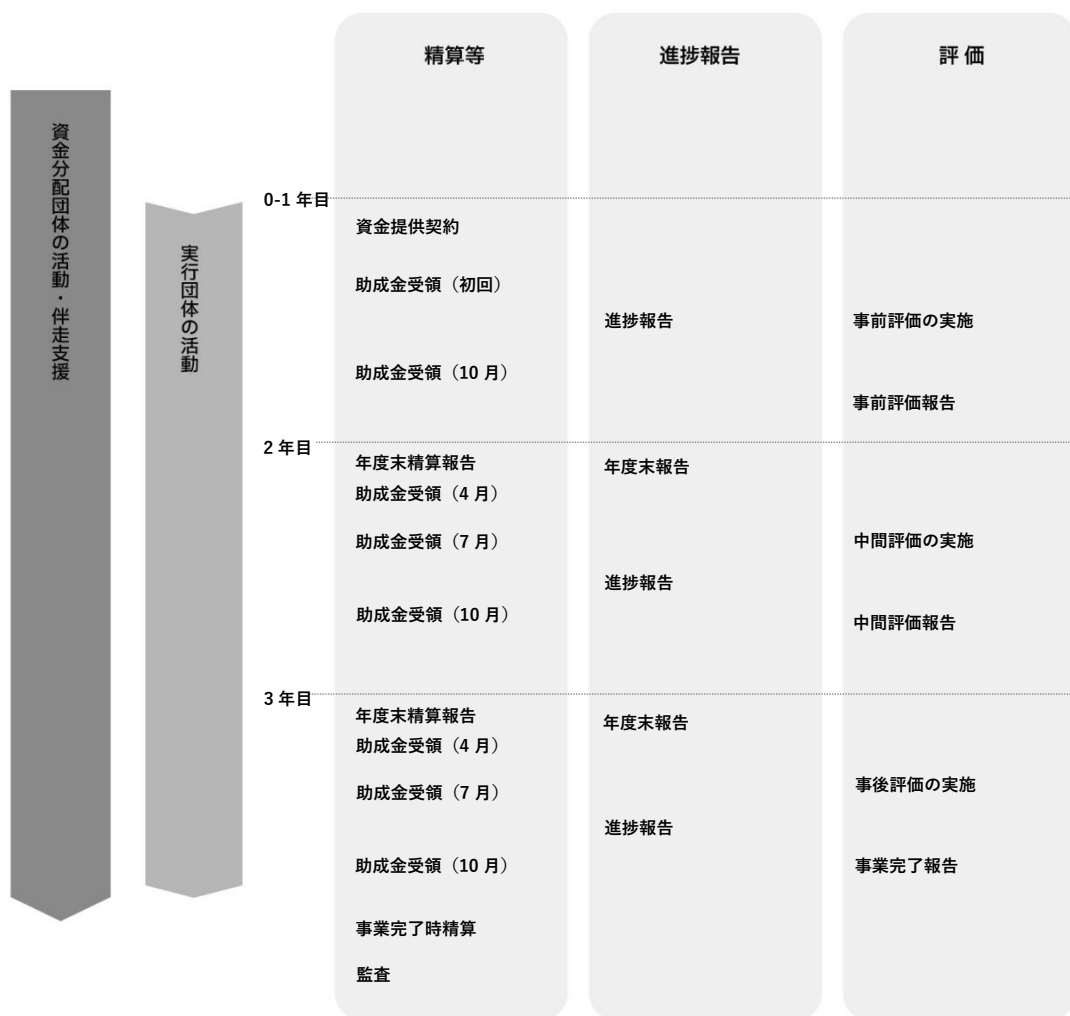 精算等
進捗報告
評 価
資金分配団体の活動・伴走支援
実行団体の活動
0-1 年目
資金提供契約
助成金受領（初回）
進捗報告
事前評価の実施
助成金受領（10 月）
事前評価報告
2 年目
年度末精算報告
年度末報告
助成金受領（4 月）
助成金受領（7 月）
中間評価の実施
進捗報告
助成金受領（10 月）
中間評価報告
3 年目
年度末精算報告
年度末報告
助成金受領（4 月）
事後評価の実施
助成金受領（7 月）
進捗報告
助成金受領（10 月）
事業完了報告
事業完了時精算
監査